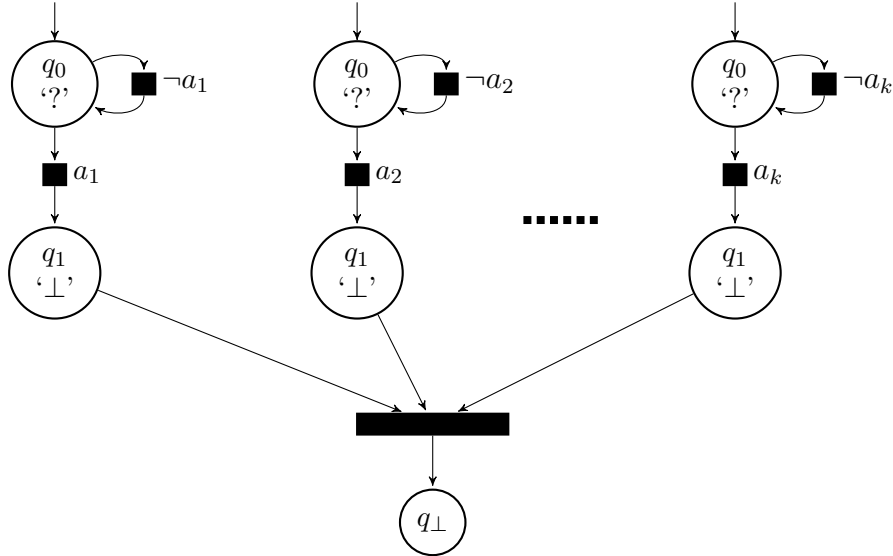 q₀
‘?’
¬a₁
a₁
q₁
‘⊥’
q₀
‘?’
¬a₂
a₂
q₁
‘⊥’
q₀
‘?’
¬aₖ
aₖ
q₁
‘⊥’
q⊥